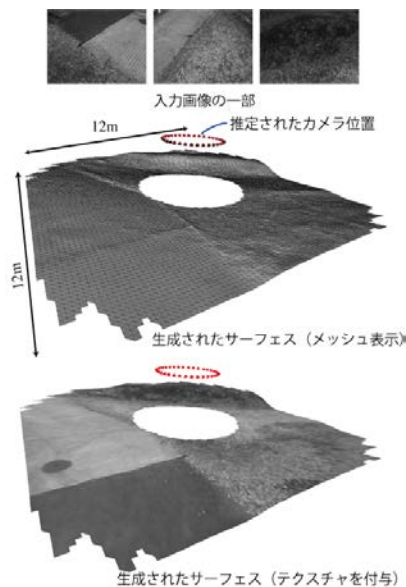 入力画像の一部
12m
推定されたカメラ位置
12m
生成されたサーフェス（メッシュ表示）
生成されたサーフェス（テクスチャを付与）